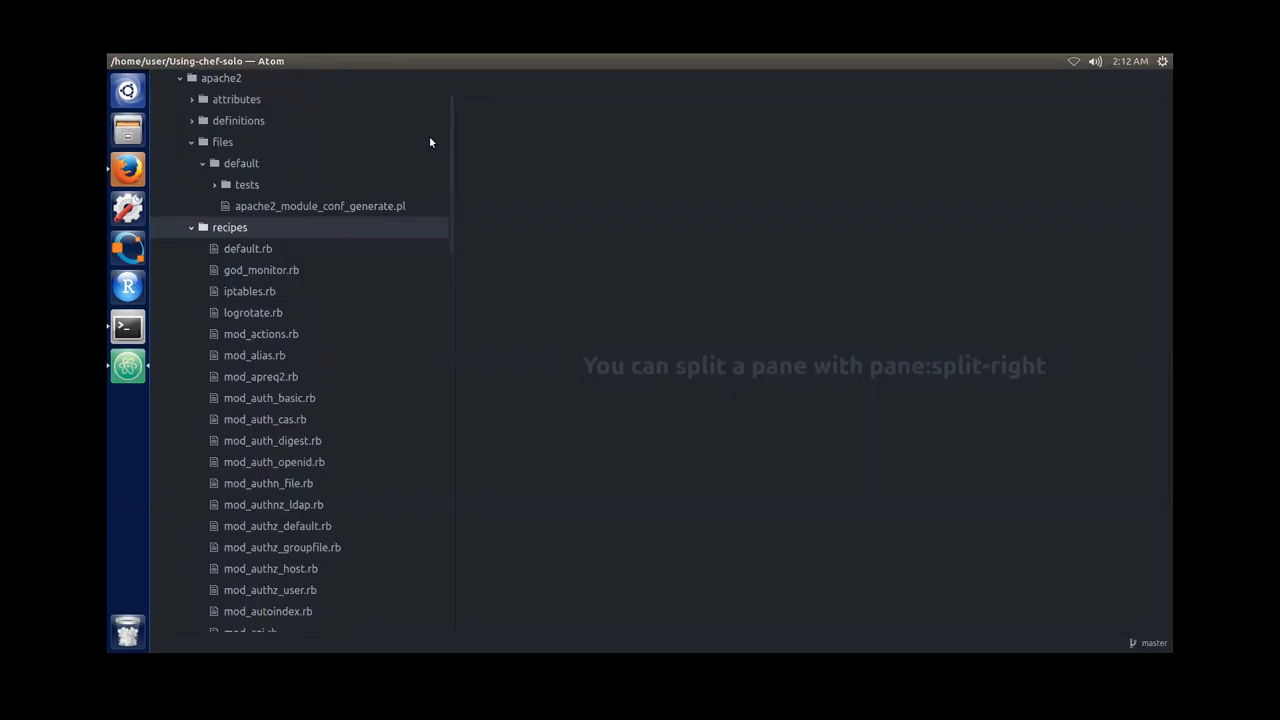 /home/user/Using-chef-solo — Atom
2:12 AM
apache2
attributes
definitions
files
default
tests
apache2_module_conf_generate.pl
recipes
default.rb
god_monitor.rb
iptables.rb
logrotate.rb
mod_actions.rb
mod_alias.rb
mod_apreq2.rb
mod_auth_basic.rb
mod_auth_cas.rb
mod_auth_digest.rb
mod_auth_openid.rb
mod_authn_file.rb
mod_authnz_ldap.rb
mod_authz_default.rb
mod_authz_groupfile.rb
mod_authz_host.rb
mod_authz_user.rb
mod_autoindex.rb
You can split a pane with pane:split-right
master